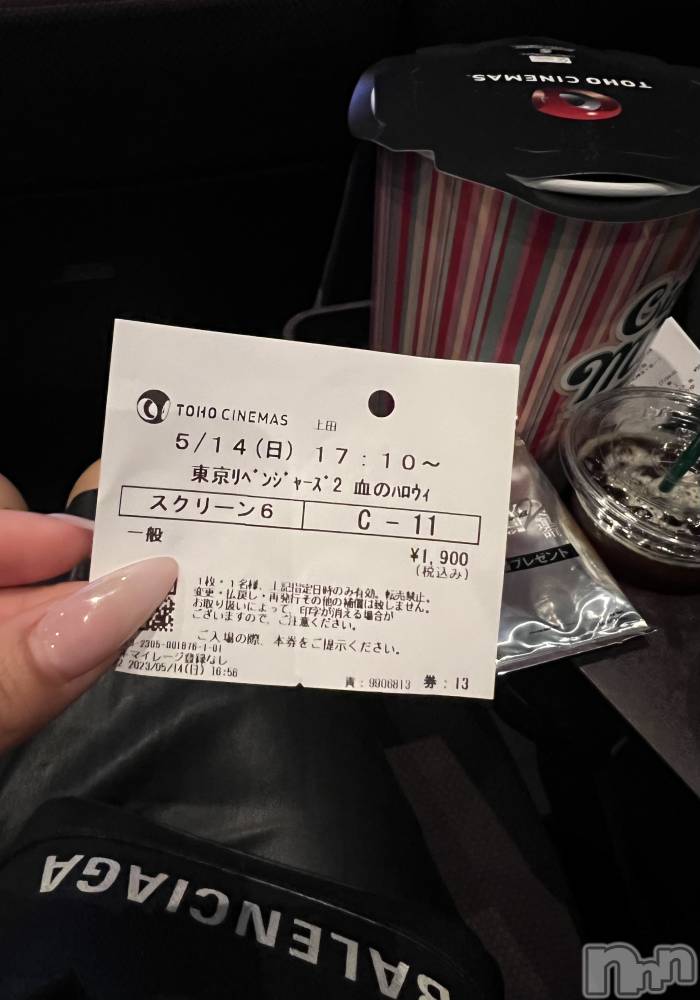 TOHO CINEMAS
TOHO CINEMAS 上田
5/14(日) 17:10～
東京ﾘﾍﾞﾝｼﾞｬｰｽﾞ2 血のﾊﾛｳｨ
スクリーン6 C-11
一般
¥1,900
(税込み)
1枚・1名様、上記指定日時のみ有効。転売禁止。
変更・払戻し・再発行その他の補償は致しません。
お取り扱いによって、印字が消える場合が
ございますので、ご注意ください。
ご入場の際、本券をご提示ください。
-2305-001876-1-01
マイレージ登録なし
2023/05/14(日) 16:56
責:9906813 券:13
プレゼント
BALENCIAGA
nnn